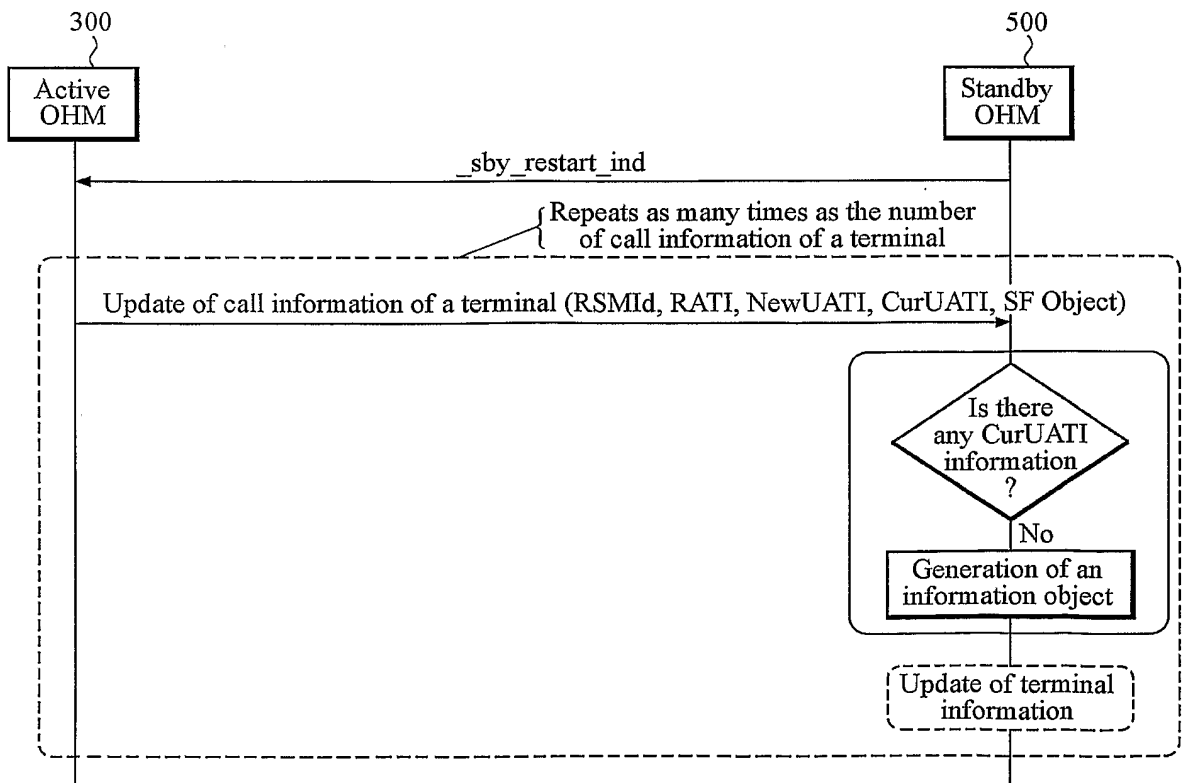 300
500
Active
OHM
Standby
OHM
_sby_restart_ind
Repeats as many times as the number
of call information of a terminal
Update of call information of a terminal (RSMId, RATI, NewUATI, CurUATI, SF Object)
Is there
any CurUATI
information
?
No
Generation of an
information object
Update of terminal
information